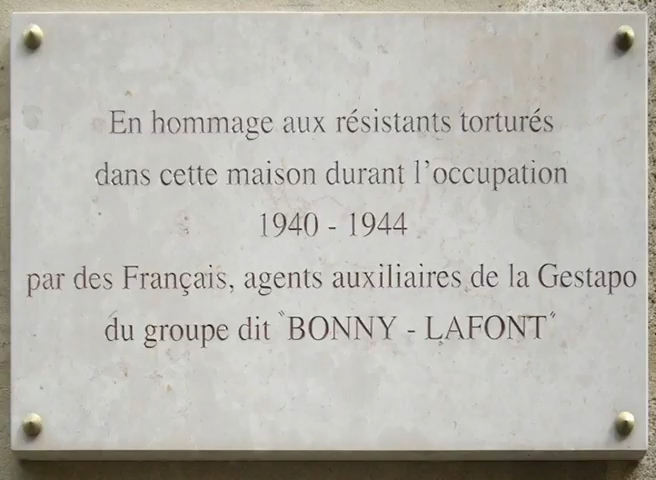 En hommage aux résistants torturés
dans cette maison durant l'occupation
1940 - 1944
par des Français, agents auxiliaires de la Gestapo
du groupe dit "BONNY - LAFONT"